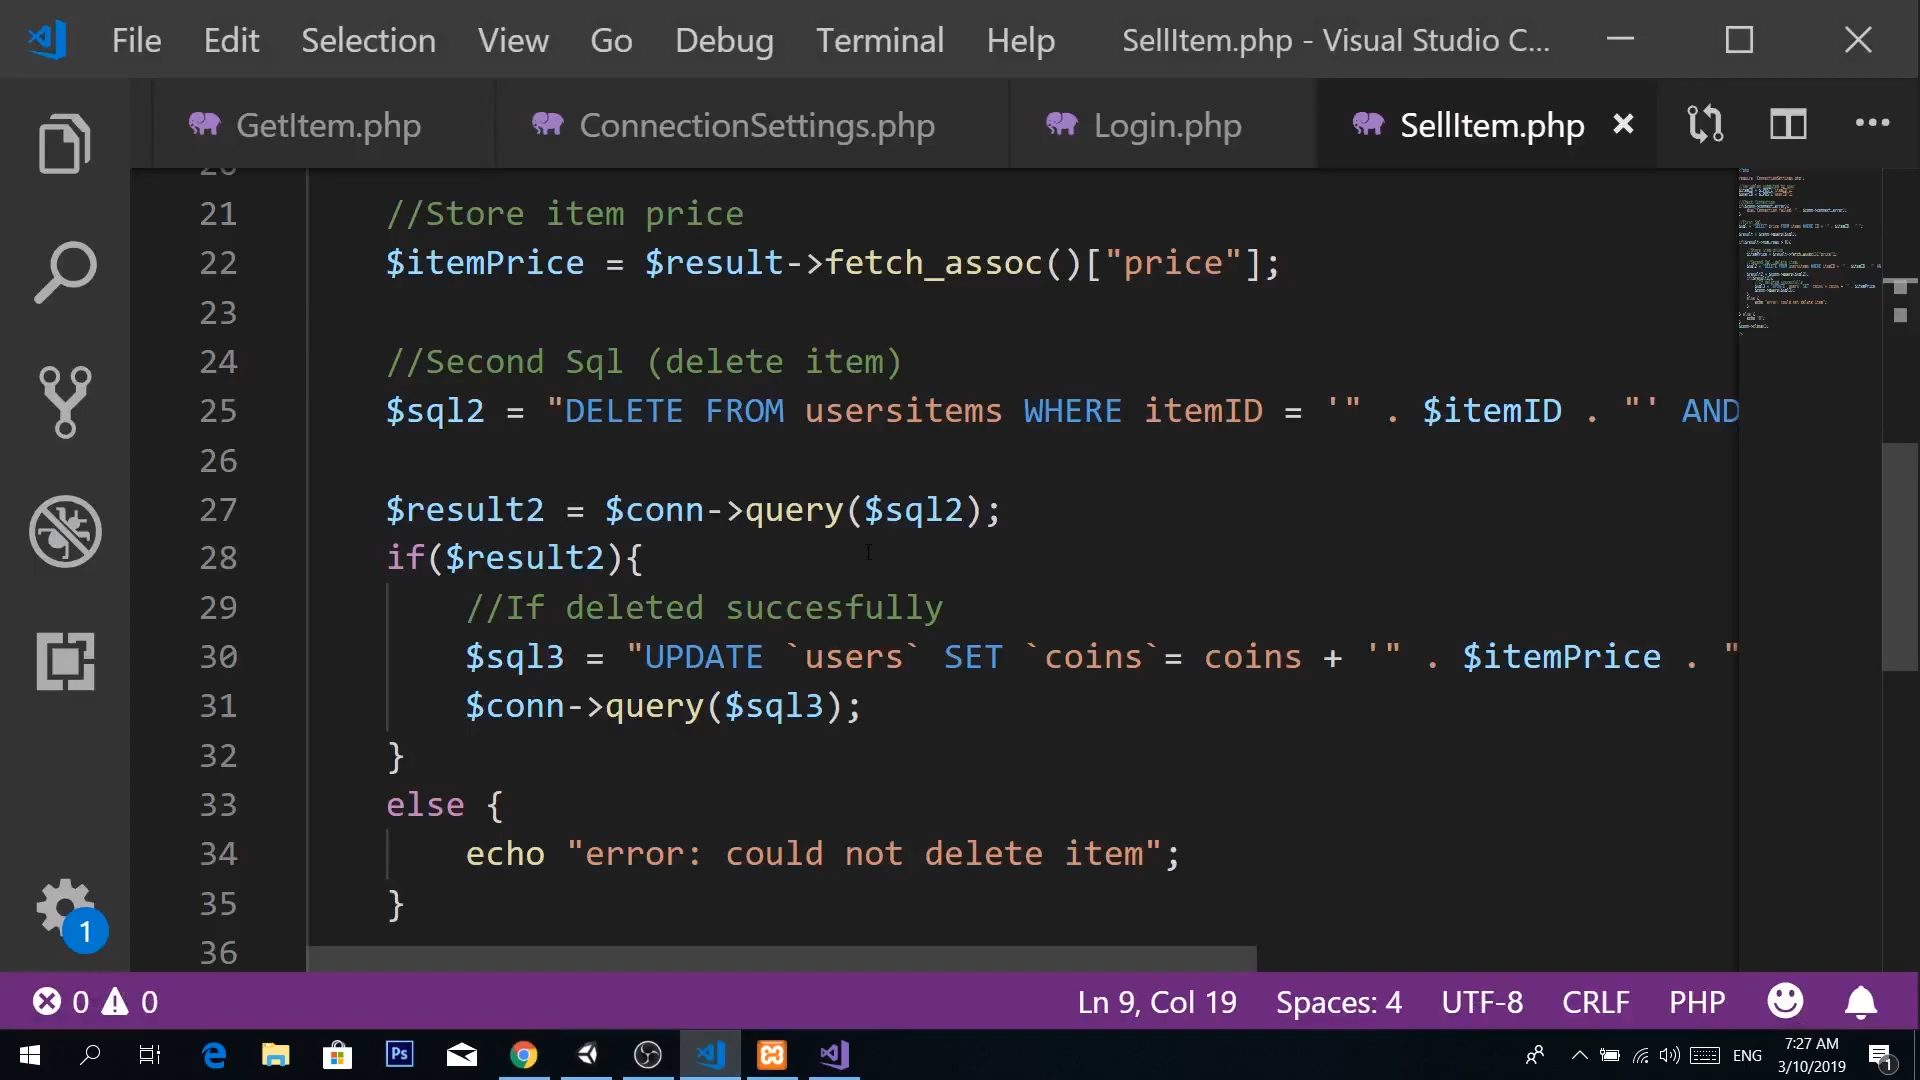 File Edit Selection View Go Debug Terminal Help SellItem.php - Visual Studio C...
GetItem.php ConnectionSettings.php Login.php SellItem.php
21 //Store item price
22 $itemPrice = $result->fetch_assoc()["price"];
23
24 //Second Sql (delete item)
25 $sql2 = "DELETE FROM usersitems WHERE itemID = '" . $itemID . "' AND
26
27 $result2 = $conn->query($sql2);
28 if($result2){
29 //If deleted succesfully
30 $sql3 = "UPDATE `users` SET `coins`= coins + '" . $itemPrice . "
31 $conn->query($sql3);
32 }
33 else {
34 echo "error: could not delete item";
35 }
36
1
0 0 Ln 9, Col 19 Spaces: 4 UTF-8 CRLF PHP
Ps ENG 7:27 AM
3/10/2019 1